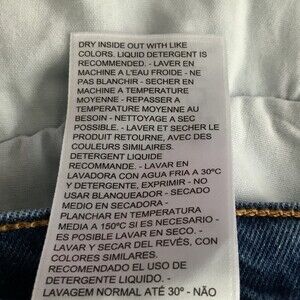 DRY INSIDE OUT WITH LIKE
COLORS. LIQUID DETERGENT IS
RECOMMENDED. - LAVER EN
MACHINE A L'EAU FROIDE - NE
PAS BLANCHIR - SECHER EN
MACHINE A TEMPERATURE
MOYENNE - REPASSER A
TEMPERATURE MOYENNE AU
BESOIN - NETTOYAGE A SEC
POSSIBLE. - LAVER ET SECHER LE
PRODUIT RETOURNE, AVEC DES
COULEURS SIMILAIRES.
DETERGENT LIQUIDE
RECOMMANDE. - LAVAR EN
LAVADORA CON AGUA FRIA A 30ºC
Y DETERGENTE, EXPRIMIR - NO
USAR BLANQUEADOR - SECADO
MEDIO EN SECADORA -
PLANCHAR EN TEMPERATURA
MEDIA A 150ºC SI ES NECESARIO -
ES POSIBLE LAVAR EN SECO. -
LAVAR Y SECAR DEL REVÉS, CON
COLORES SIMILARES.
RECOMENDADO EL USO DE
DETERGENTE LIQUIDO. -
LAVAGEM NORMAL ATÉ 30º - NÃO